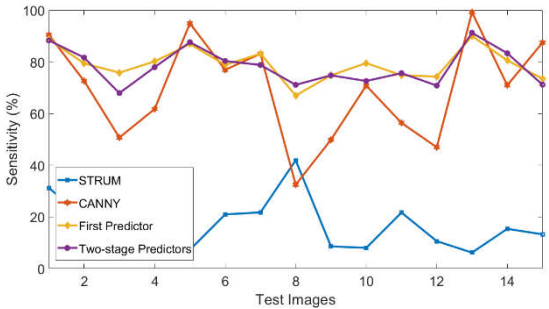 100
80
60
40
20
0
Sensitivity (%)
STRUM
CANNY
First Predictor
Two-stage Predictors
2 4 6 8 10 12 14
Test Images